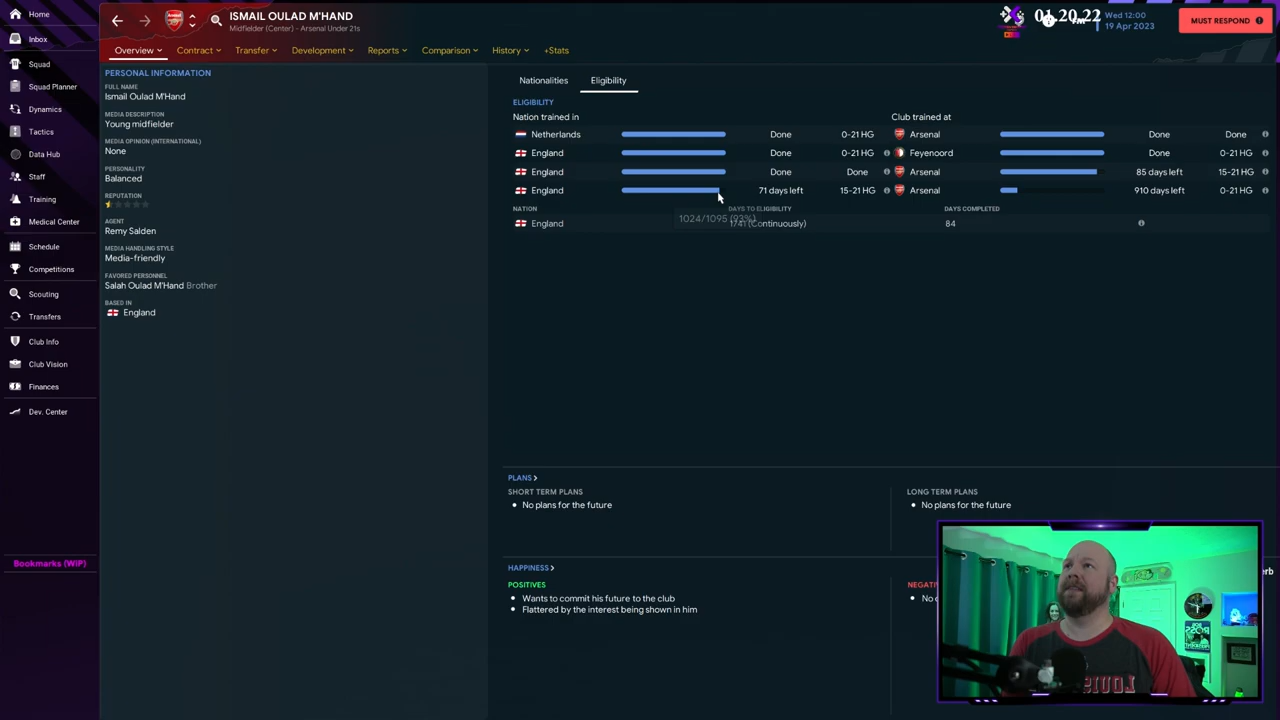 Home
Inbox
Squad
Squad Planner
Dynamics
Tactics
Data Hub
Staff
Training
Medical Center
Schedule
Competitions
Scouting
Transfers
Club Info
Club Vision
Finances
Dev. Center
Bookmarks (WiP)
ISMAIL OULAD M'HAND
Midfielder (Center) - Arsenal Under 21s
01.20.22
FM
Wed 12:00
19 Apr 2023
MUST RESPOND
Overview
Contract
Transfer
Development
Reports
Comparison
History
+Stats
PERSONAL INFORMATION
FULL NAME
Ismail Oulad M'Hand
MEDIA DESCRIPTION
Young midfielder
MEDIA OPINION (INTERNATIONAL)
None
PERSONALITY
Balanced
REPUTATION
AGENT
Remy Salden
MEDIA HANDLING STYLE
Media-friendly
FAVORED PERSONNEL
Salah Oulad M'Hand Brother
BASED IN
England
Nationalities Eligibility
ELIGIBILITY
Nation trained in Club trained at
Netherlands Done 0-21 HG Arsenal Done Done
England Done 0-21 HG Feyenoord Done 0-21 HG
England Done Done Arsenal 85 days left 15-21 HG
England 71 days left 15-21 HG Arsenal 910 days left 0-21 HG
NATION DAYS TO ELIGIBILITY DAYS COMPLETED
1024/1095 (93%)
England 1741 (Continuously) 84
PLANS
SHORT TERM PLANS LONG TERM PLANS
No plans for the future No plans for the future
HAPPINESS
POSITIVES
Wants to commit his future to the club
Flattered by the interest being shown in him